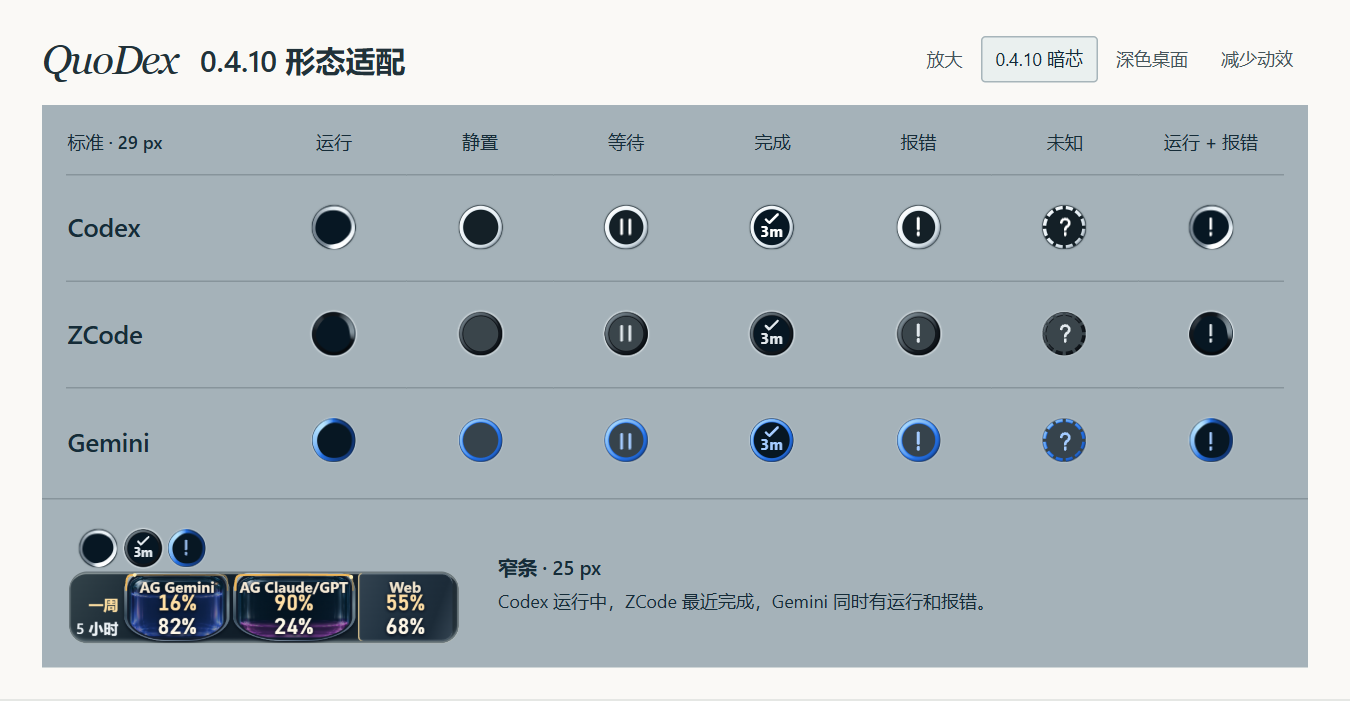 QuoDex 0.4.10 形态适配
放大 0.4.10 暗芯 深色桌面 减少动效
标准 · 29 px 运行 静置 等待 完成 报错 未知 运行 + 报错
Codex
3m ! ? !
ZCode
3m ! ? !
Gemini
3m ! ? !
3m !
AG Gemini AG Claude/GPT Web
一周 16% 90% 55%
5 小时 82% 24% 68%
窄条 · 25 px
Codex 运行中，ZCode 最近完成，Gemini 同时有运行和报错。